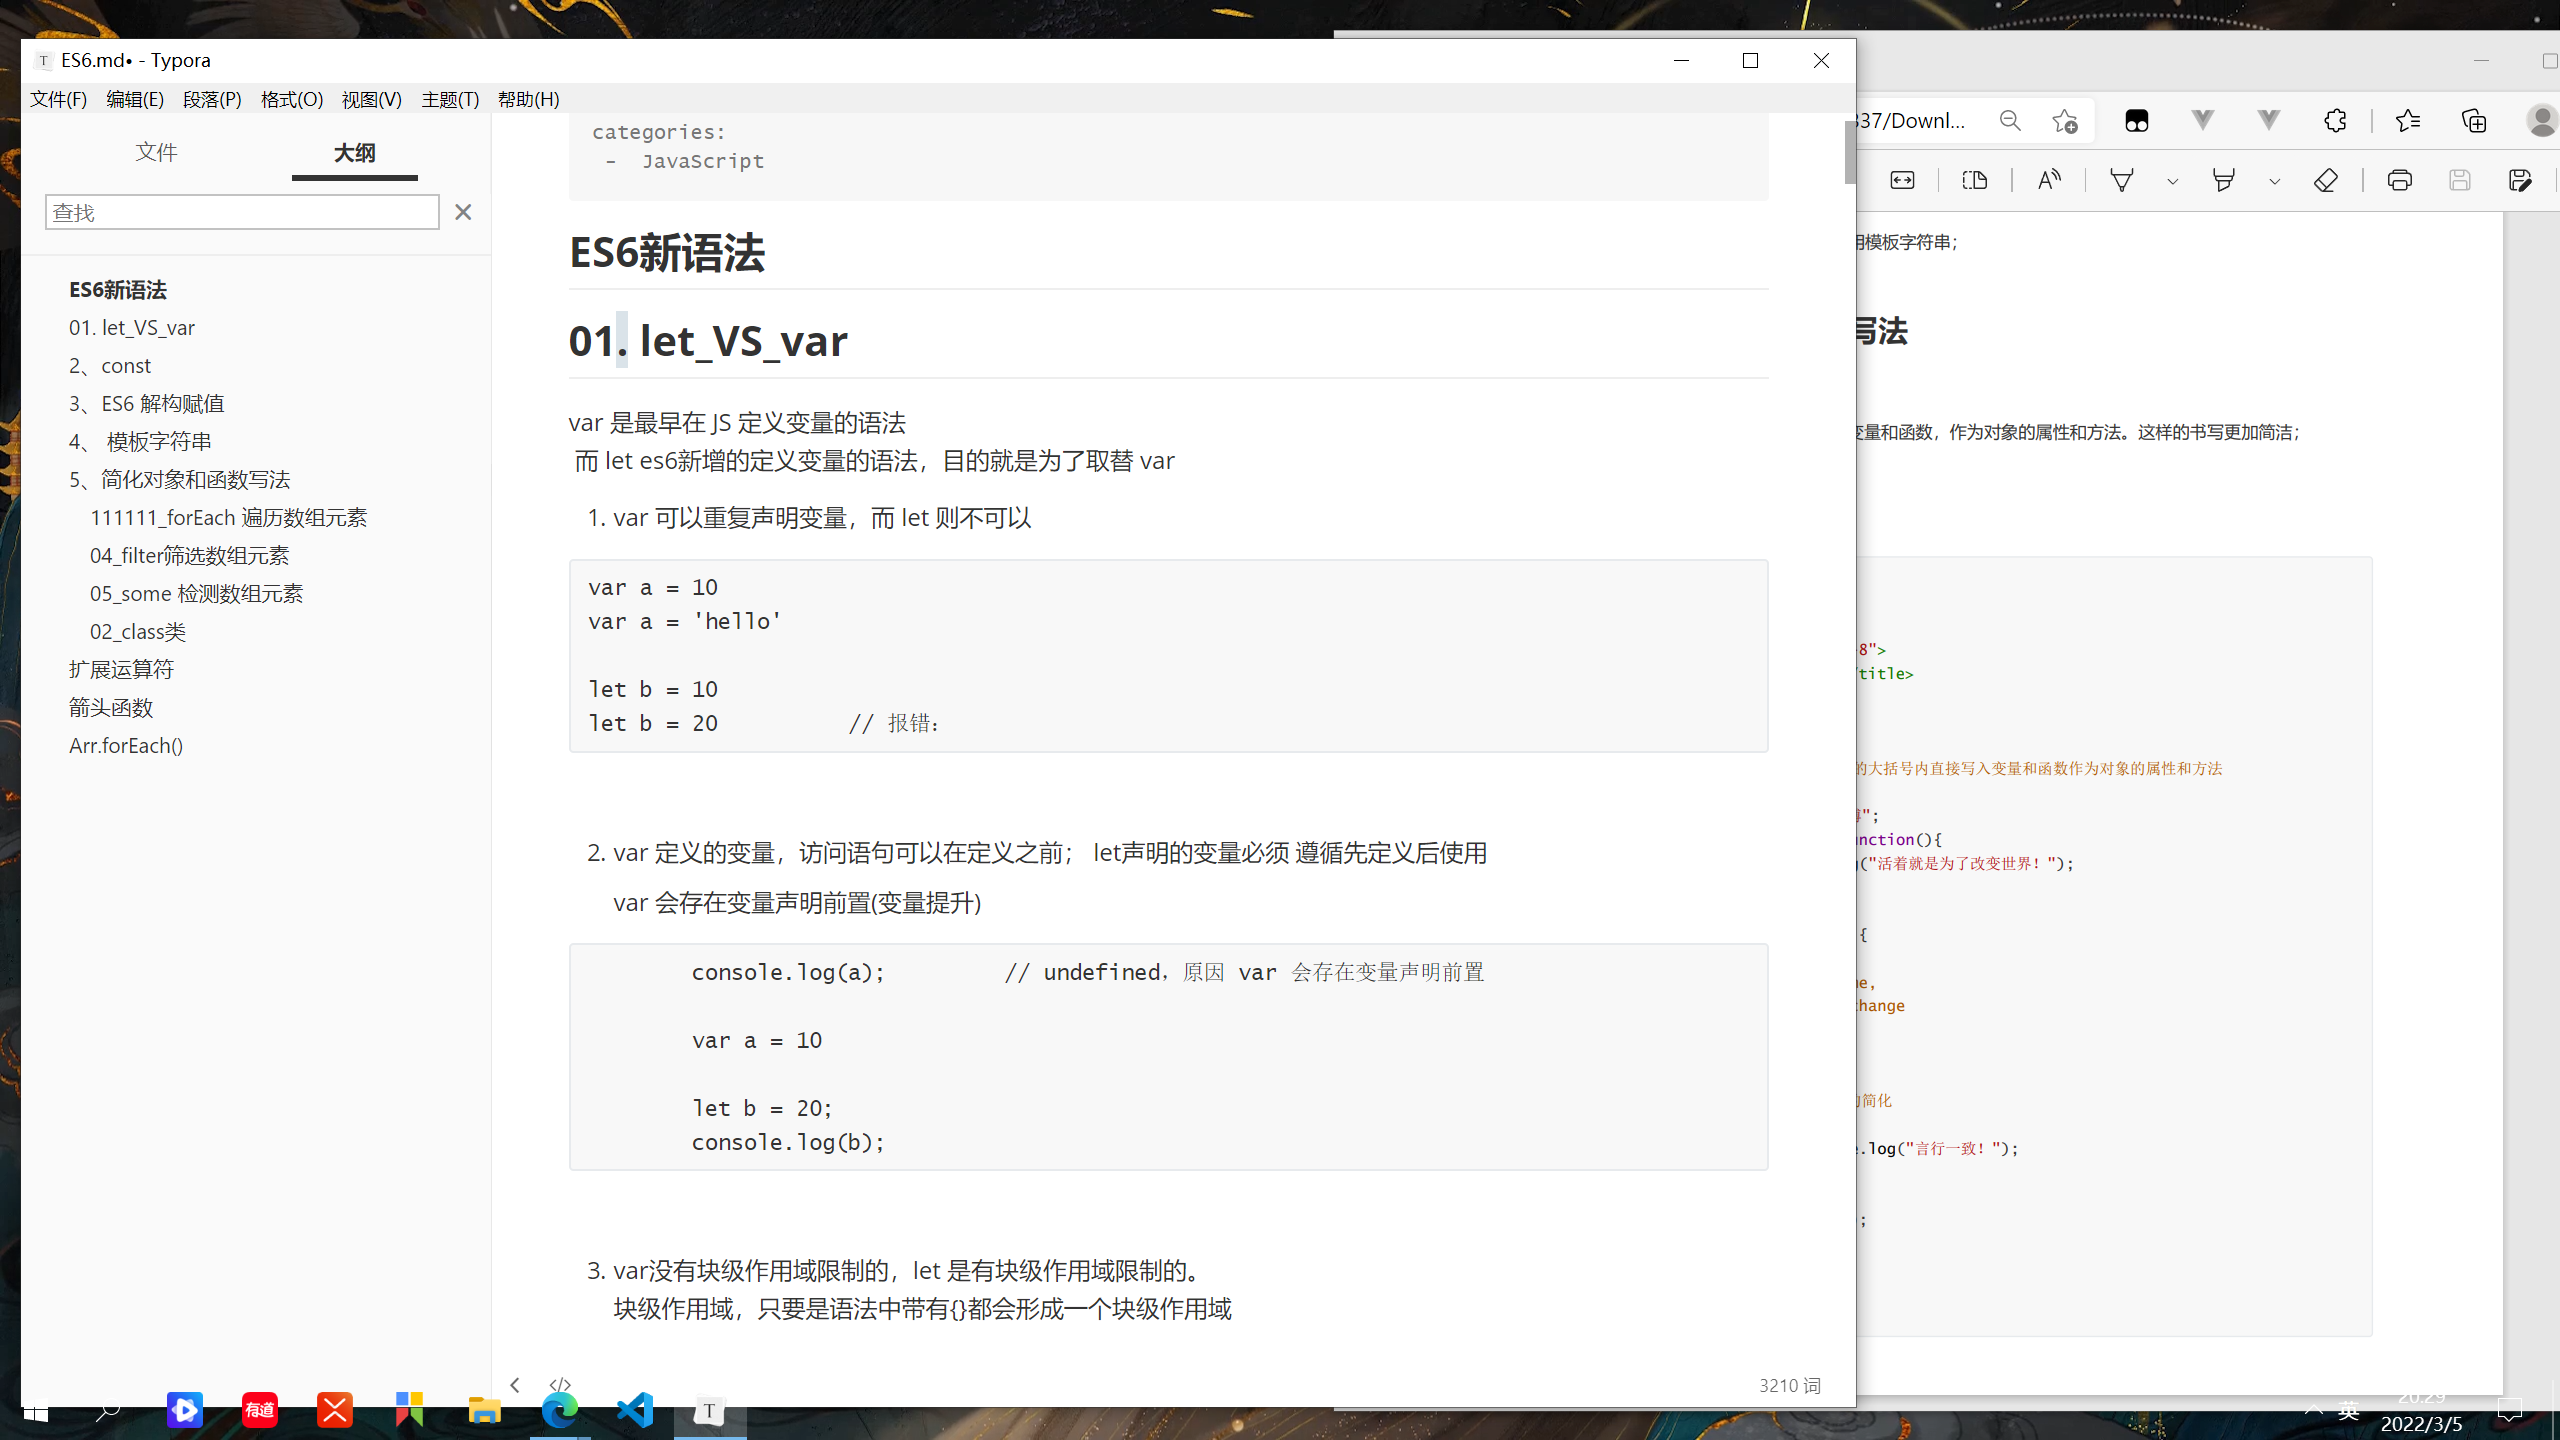 ES6.md• - Typora
文件(F) 编辑(E) 段落(P) 格式(O) 视图(V) 主题(T) 帮助(H)
文件 大纲
查找
ES6新语法
01. let_VS_var
2、const
3、ES6 解构赋值
4、 模板字符串
5、简化对象和函数写法
111111_forEach 遍历数组元素
04_filter筛选数组元素
05_some 检测数组元素
02_class类
扩展运算符
箭头函数
Arr.forEach()
categories:
- JavaScript
ES6新语法
01. let_VS_var
var 是最早在 JS 定义变量的语法
而 let es6新增的定义变量的语法，目的就是为了取替 var
1. var 可以重复声明变量，而 let 则不可以
var a = 10
var a = 'hello'
let b = 10
let b = 20 // 报错：
2. var 定义的变量，访问语句可以在定义之前； let声明的变量必须 遵循先定义后使用
var 会存在变量声明前置(变量提升)
console.log(a); // undefined，原因 var 会存在变量声明前置
var a = 10
let b = 20;
console.log(b);
3. var没有块级作用域限制的，let 是有块级作用域限制的。
块级作用域，只要是语法中带有{}都会形成一个块级作用域
3210 词
337/Downl...
模板字符串；
写法
变量和函数，作为对象的属性和方法。这样的书写更加简洁；
8">
/title>
的大括号内直接写入变量和函数作为对象的属性和方法
";
unction(){
("活着就是为了改变世界！");
{
e,
hange
简化
.log("言行一致！");
;
有道
T
英
20:29
2022/3/5